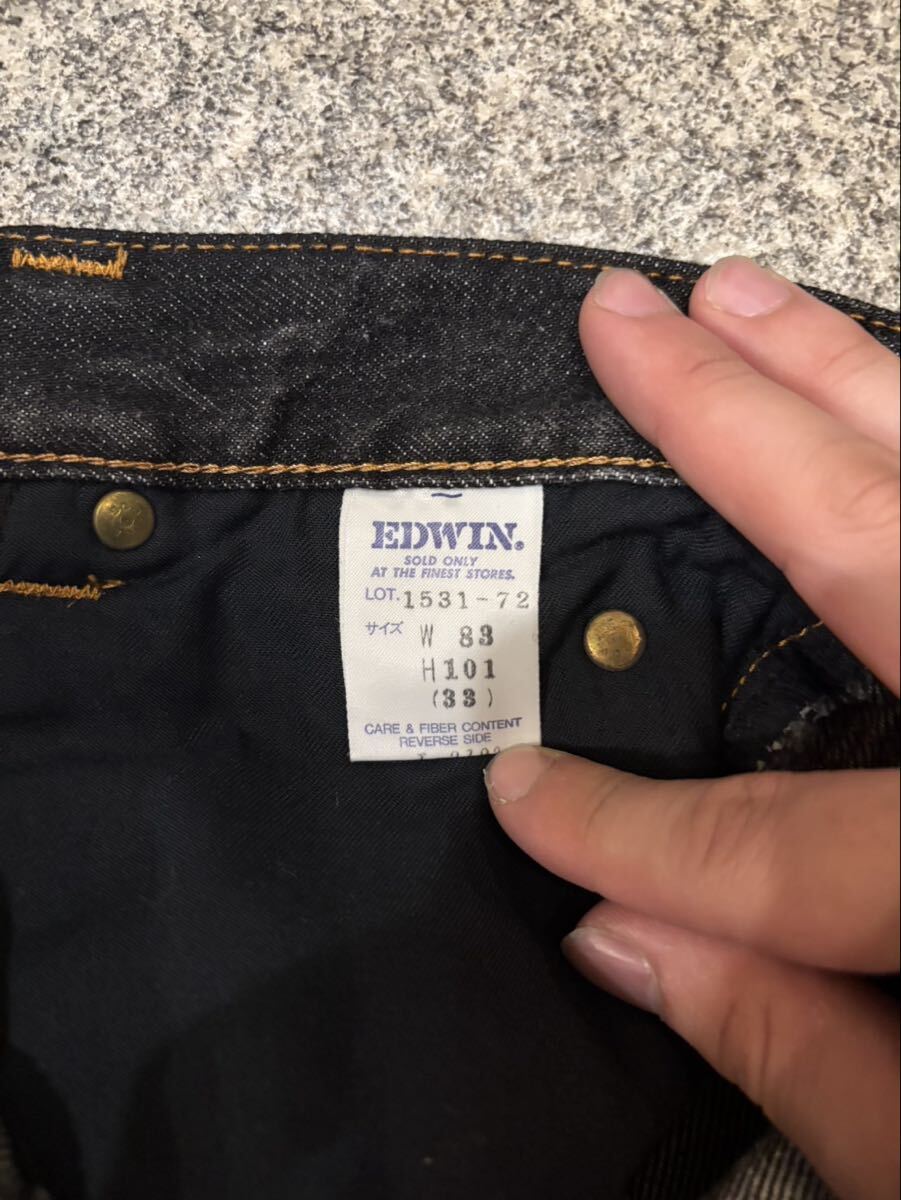 EDWIN®
SOLD ONLY
AT THE FINEST STORES.
LOT. 1531-72
サイズ W 83
H101
(33)
CARE & FIBER CONTENT
REVERSE SIDE